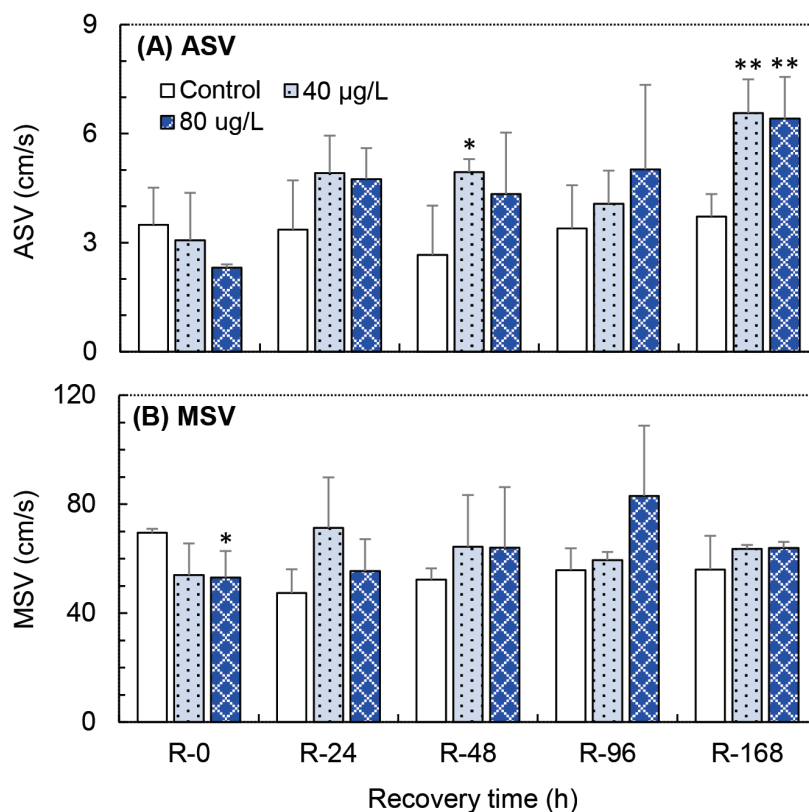 (A) ASV
Control 40 µg/L
80 ug/L
* ** **
9
6
3
0
ASV (cm/s)
(B) MSV
*
120
80
40
0
MSV (cm/s)
R-0 R-24 R-48 R-96 R-168
Recovery time (h)